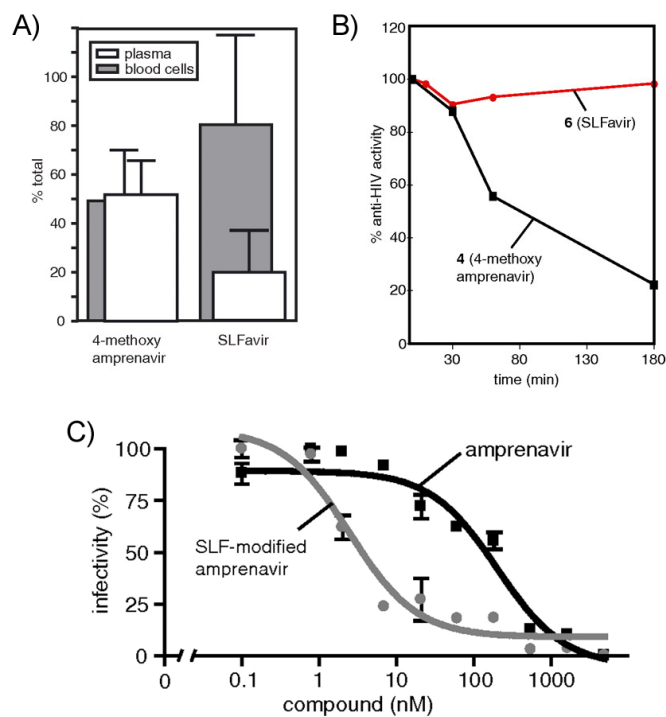 A)
plasma
blood cells
120
100
80
60
40
20
0
% total
4-methoxy
amprenavir
SLFavir
B)
120
100
80
60
40
20
0
% anti-HIV activity
6 (SLFavir)
4 (4-methoxy
amprenavir)
30 80 130 180
time (min)
C)
100
75
50
25
0
infectivity (%)
amprenavir
SLF-modified
amprenavir
0 0.1 1 10 100 1000
compound (nM)